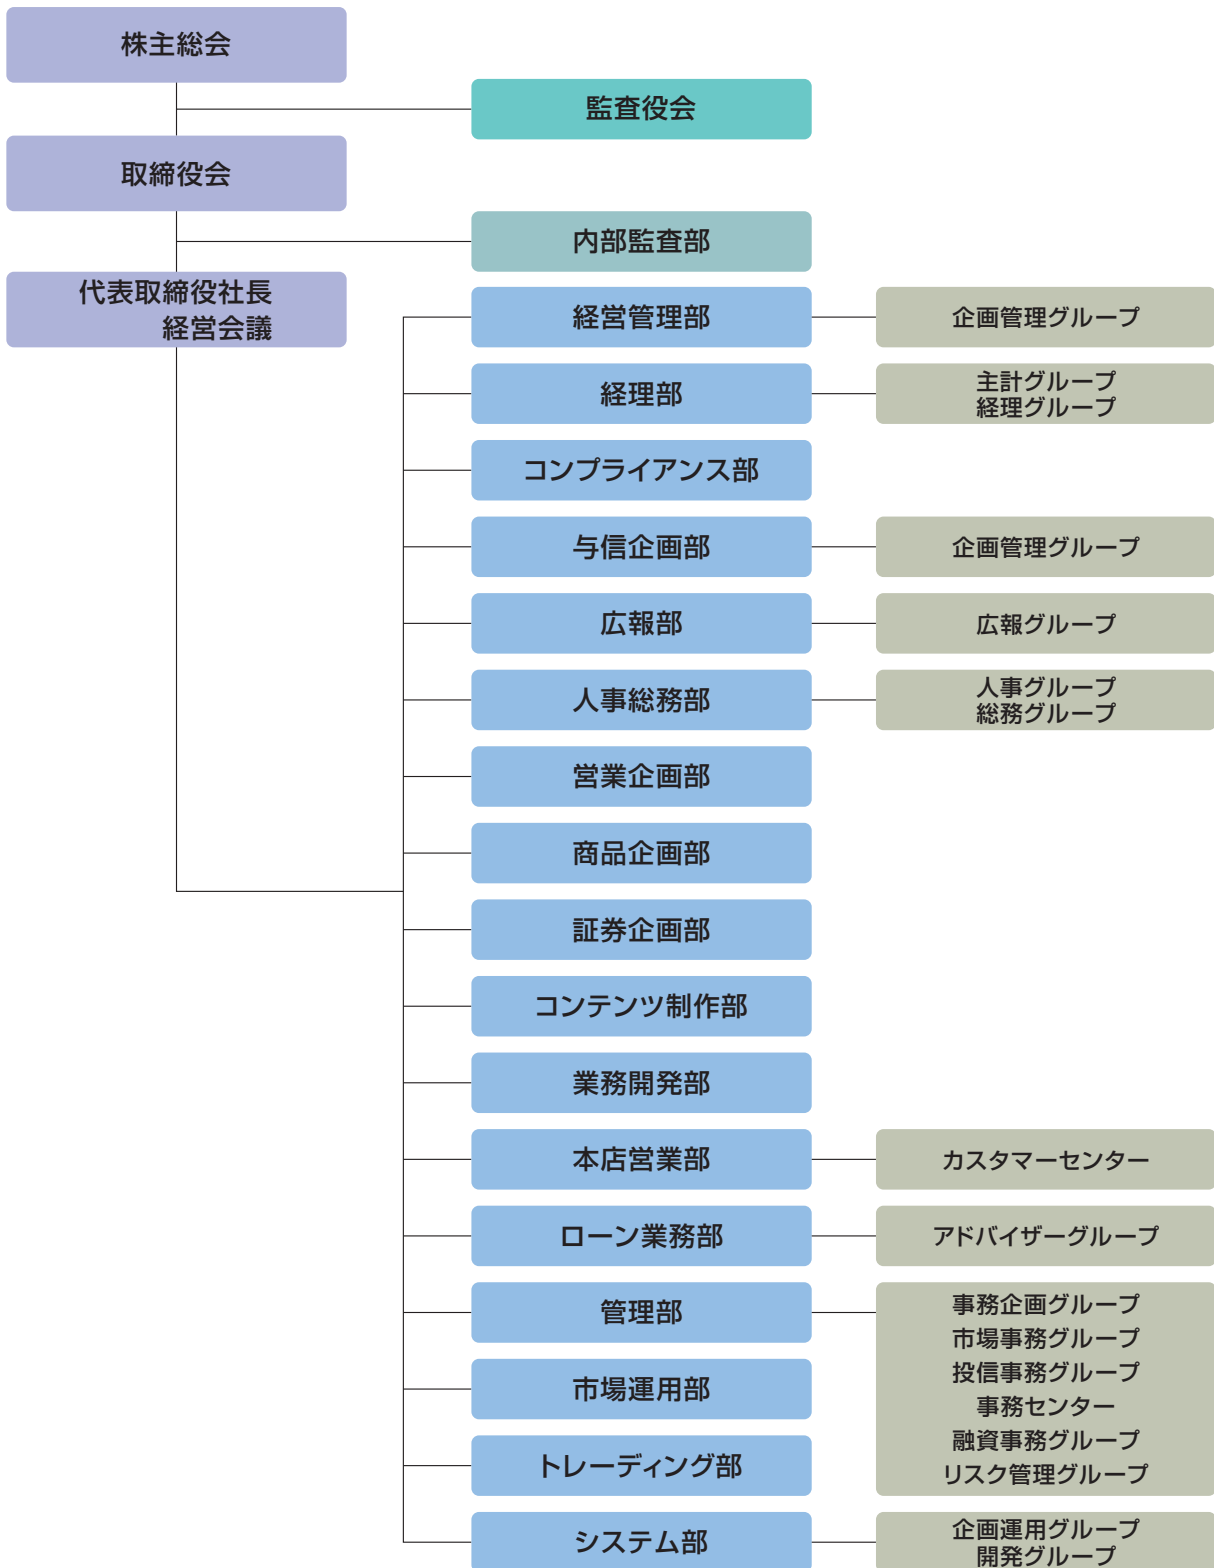 株主総会
監査役会
取締役会
内部監査部
代表取締役社長
経営会議
経営管理部
企画管理グループ
経理部
主計グループ
経理グループ
コンプライアンス部
与信企画部
企画管理グループ
広報部
広報グループ
人事総務部
人事グループ
総務グループ
営業企画部
商品企画部
証券企画部
コンテンツ制作部
業務開発部
本店営業部
カスタマーセンター
ローン業務部
アドバイザーグループ
管理部
事務企画グループ
市場事務グループ
投信事務グループ
事務センター
融資事務グループ
リスク管理グループ
市場運用部
トレーディング部
システム部
企画運用グループ
開発グループ